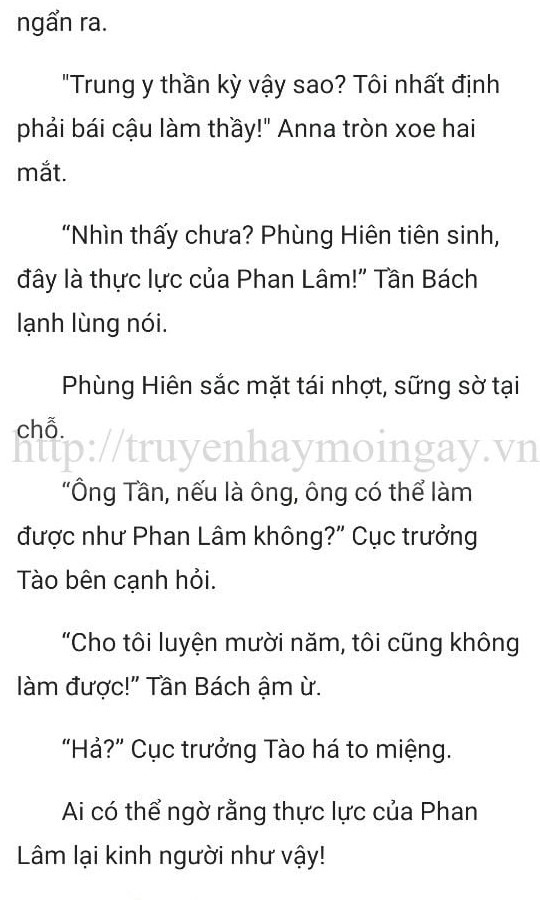 ngẩn ra.
"Trung y thần kỳ vậy sao? Tôi nhất định
phải bái cậu làm thầy!" Anna tròn xoe hai
mắt.
“Nhìn thấy chưa? Phùng Hiên tiên sinh,
đây là thực lực của Phan Lâm!” Tần Bách
lạnh lùng nói.
Phùng Hiên sắc mặt tái nhợt, sững sờ tại
chỗ.
http://truyenhaymoingay.vn
“Ông Tần, nếu là ông, ông có thể làm
được như Phan Lâm không?” Cục trưởng
Tào bên cạnh hỏi.
“Cho tôi luyện mười năm, tôi cũng không
làm được!” Tần Bách ậm ừ.
“Hả?” Cục trưởng Tào há to miệng.
Ai có thể ngờ rằng thực lực của Phan
Lâm lại kinh người như vậy!